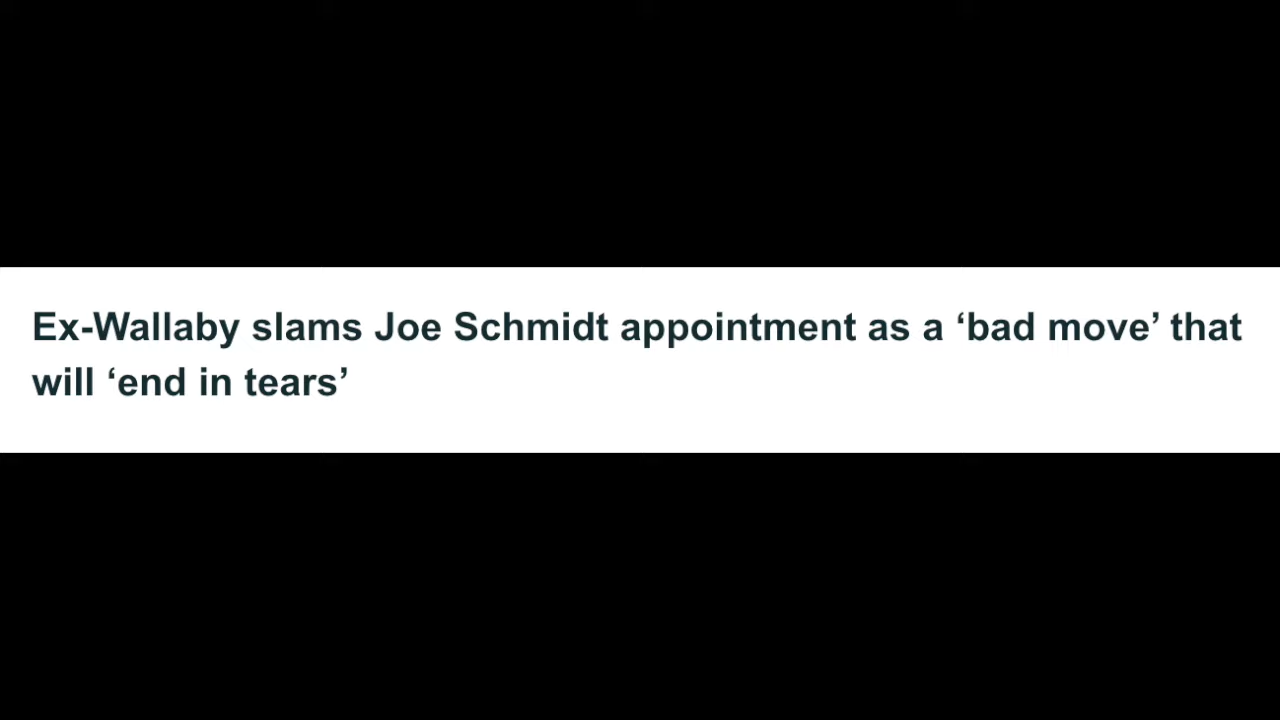 Ex-Wallaby slams Joe Schmidt appointment as a ‘bad move’ that
will ‘end in tears’